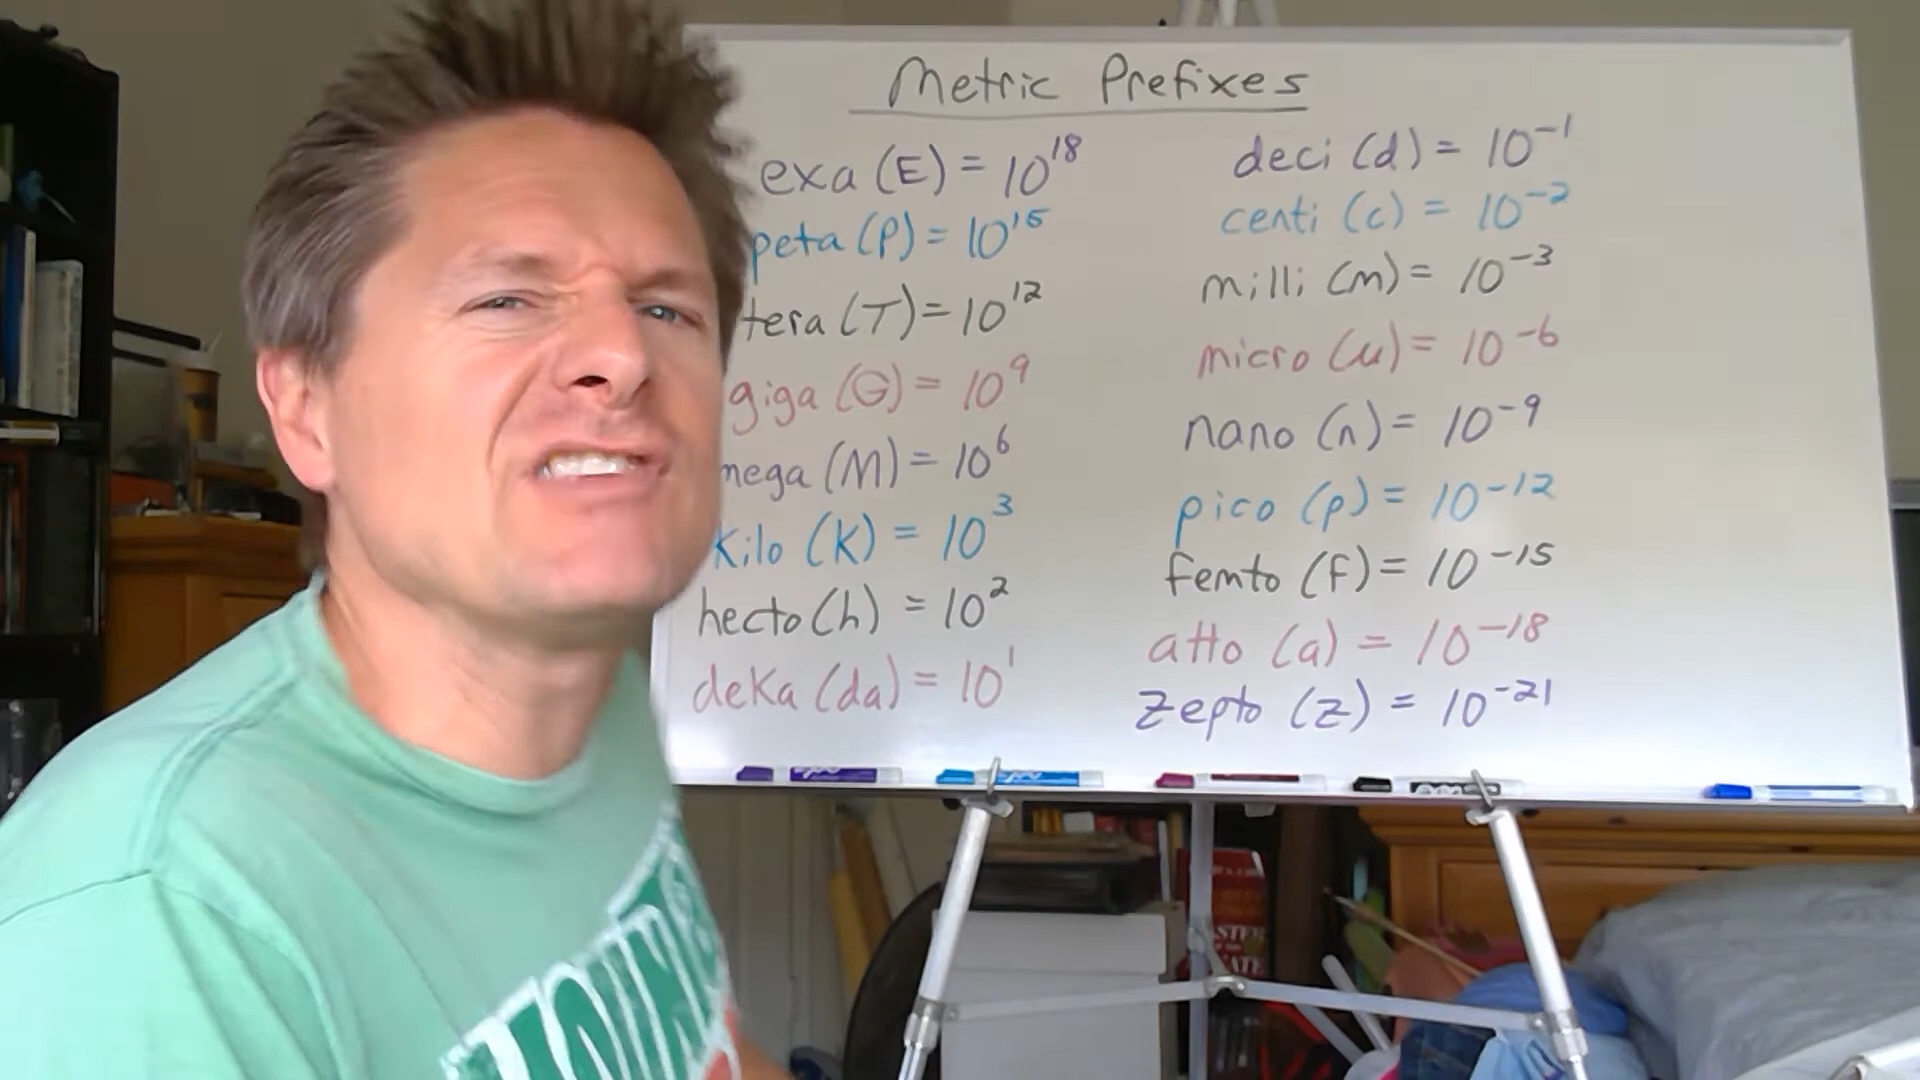 Metric Prefixes
exa (E) = 10^18
peta (P) = 10^15
tera (T) = 10^12
giga (G) = 10^9
mega (M) = 10^6
Kilo (K) = 10^3
hecto (h) = 10^2
deKa (da) = 10^1
deci (d) = 10^-1
centi (c) = 10^-2
milli (m) = 10^-3
micro (μ) = 10^-6
nano (n) = 10^-9
pico (p) = 10^-12
femto (f) = 10^-15
atto (a) = 10^-18
zepto (z) = 10^-21